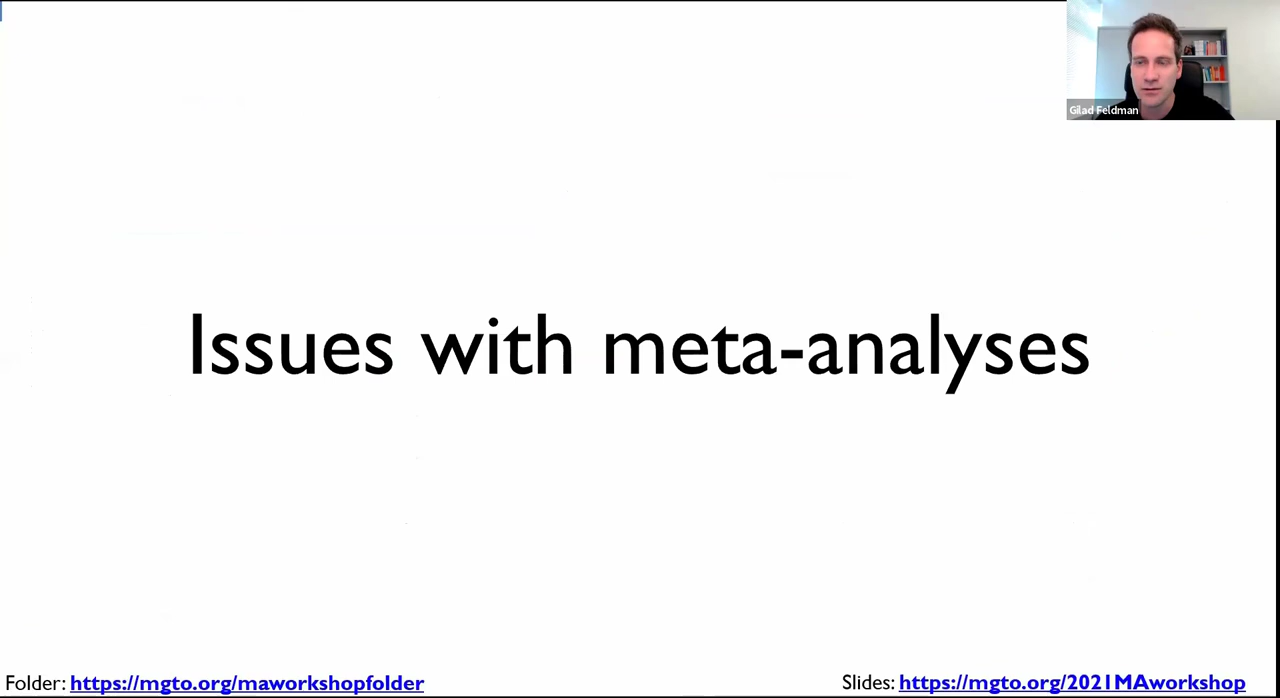 Gilad Feldman
Issues with meta-analyses
Folder: https://mgto.org/maworkshopfolder
Slides: https://mgto.org/2021MAworkshop